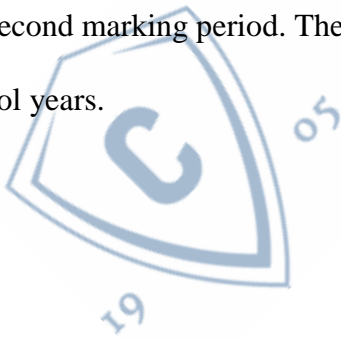 econd marking period. The
ol years.
C
05
19